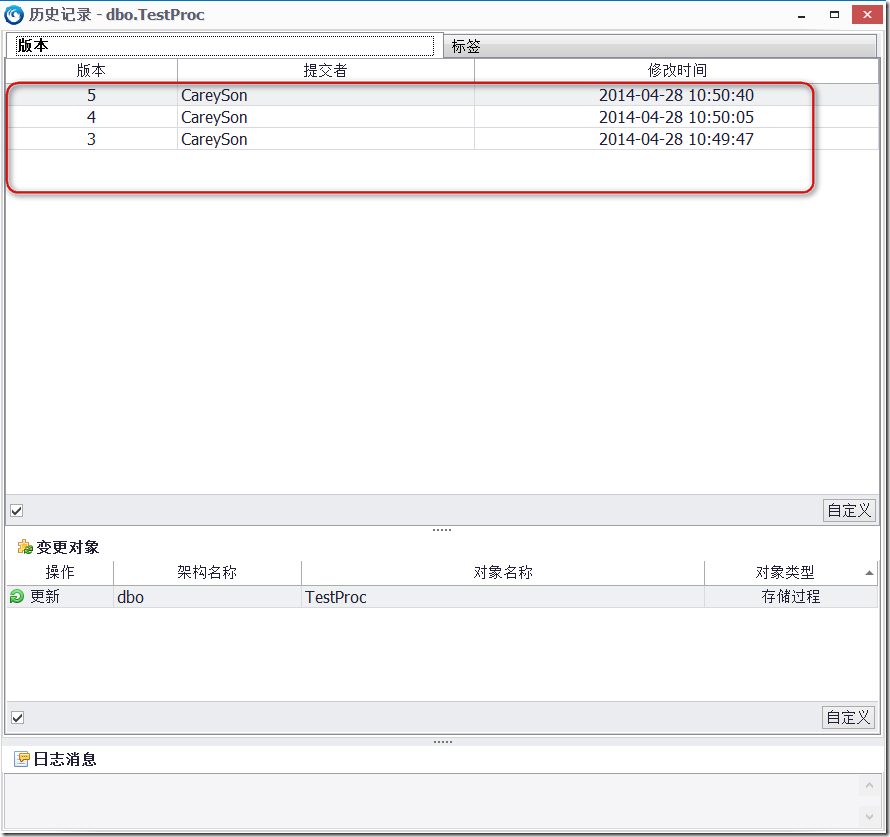 历史记录 - dbo.TestProc
版本 标签
版本 提交者 修改时间
5 CareySon 2014-04-28 10:50:40
4 CareySon 2014-04-28 10:50:05
3 CareySon 2014-04-28 10:49:47
自定义
变更对象
操作 架构名称 对象名称 对象类型
更新 dbo TestProc 存储过程
自定义
日志消息